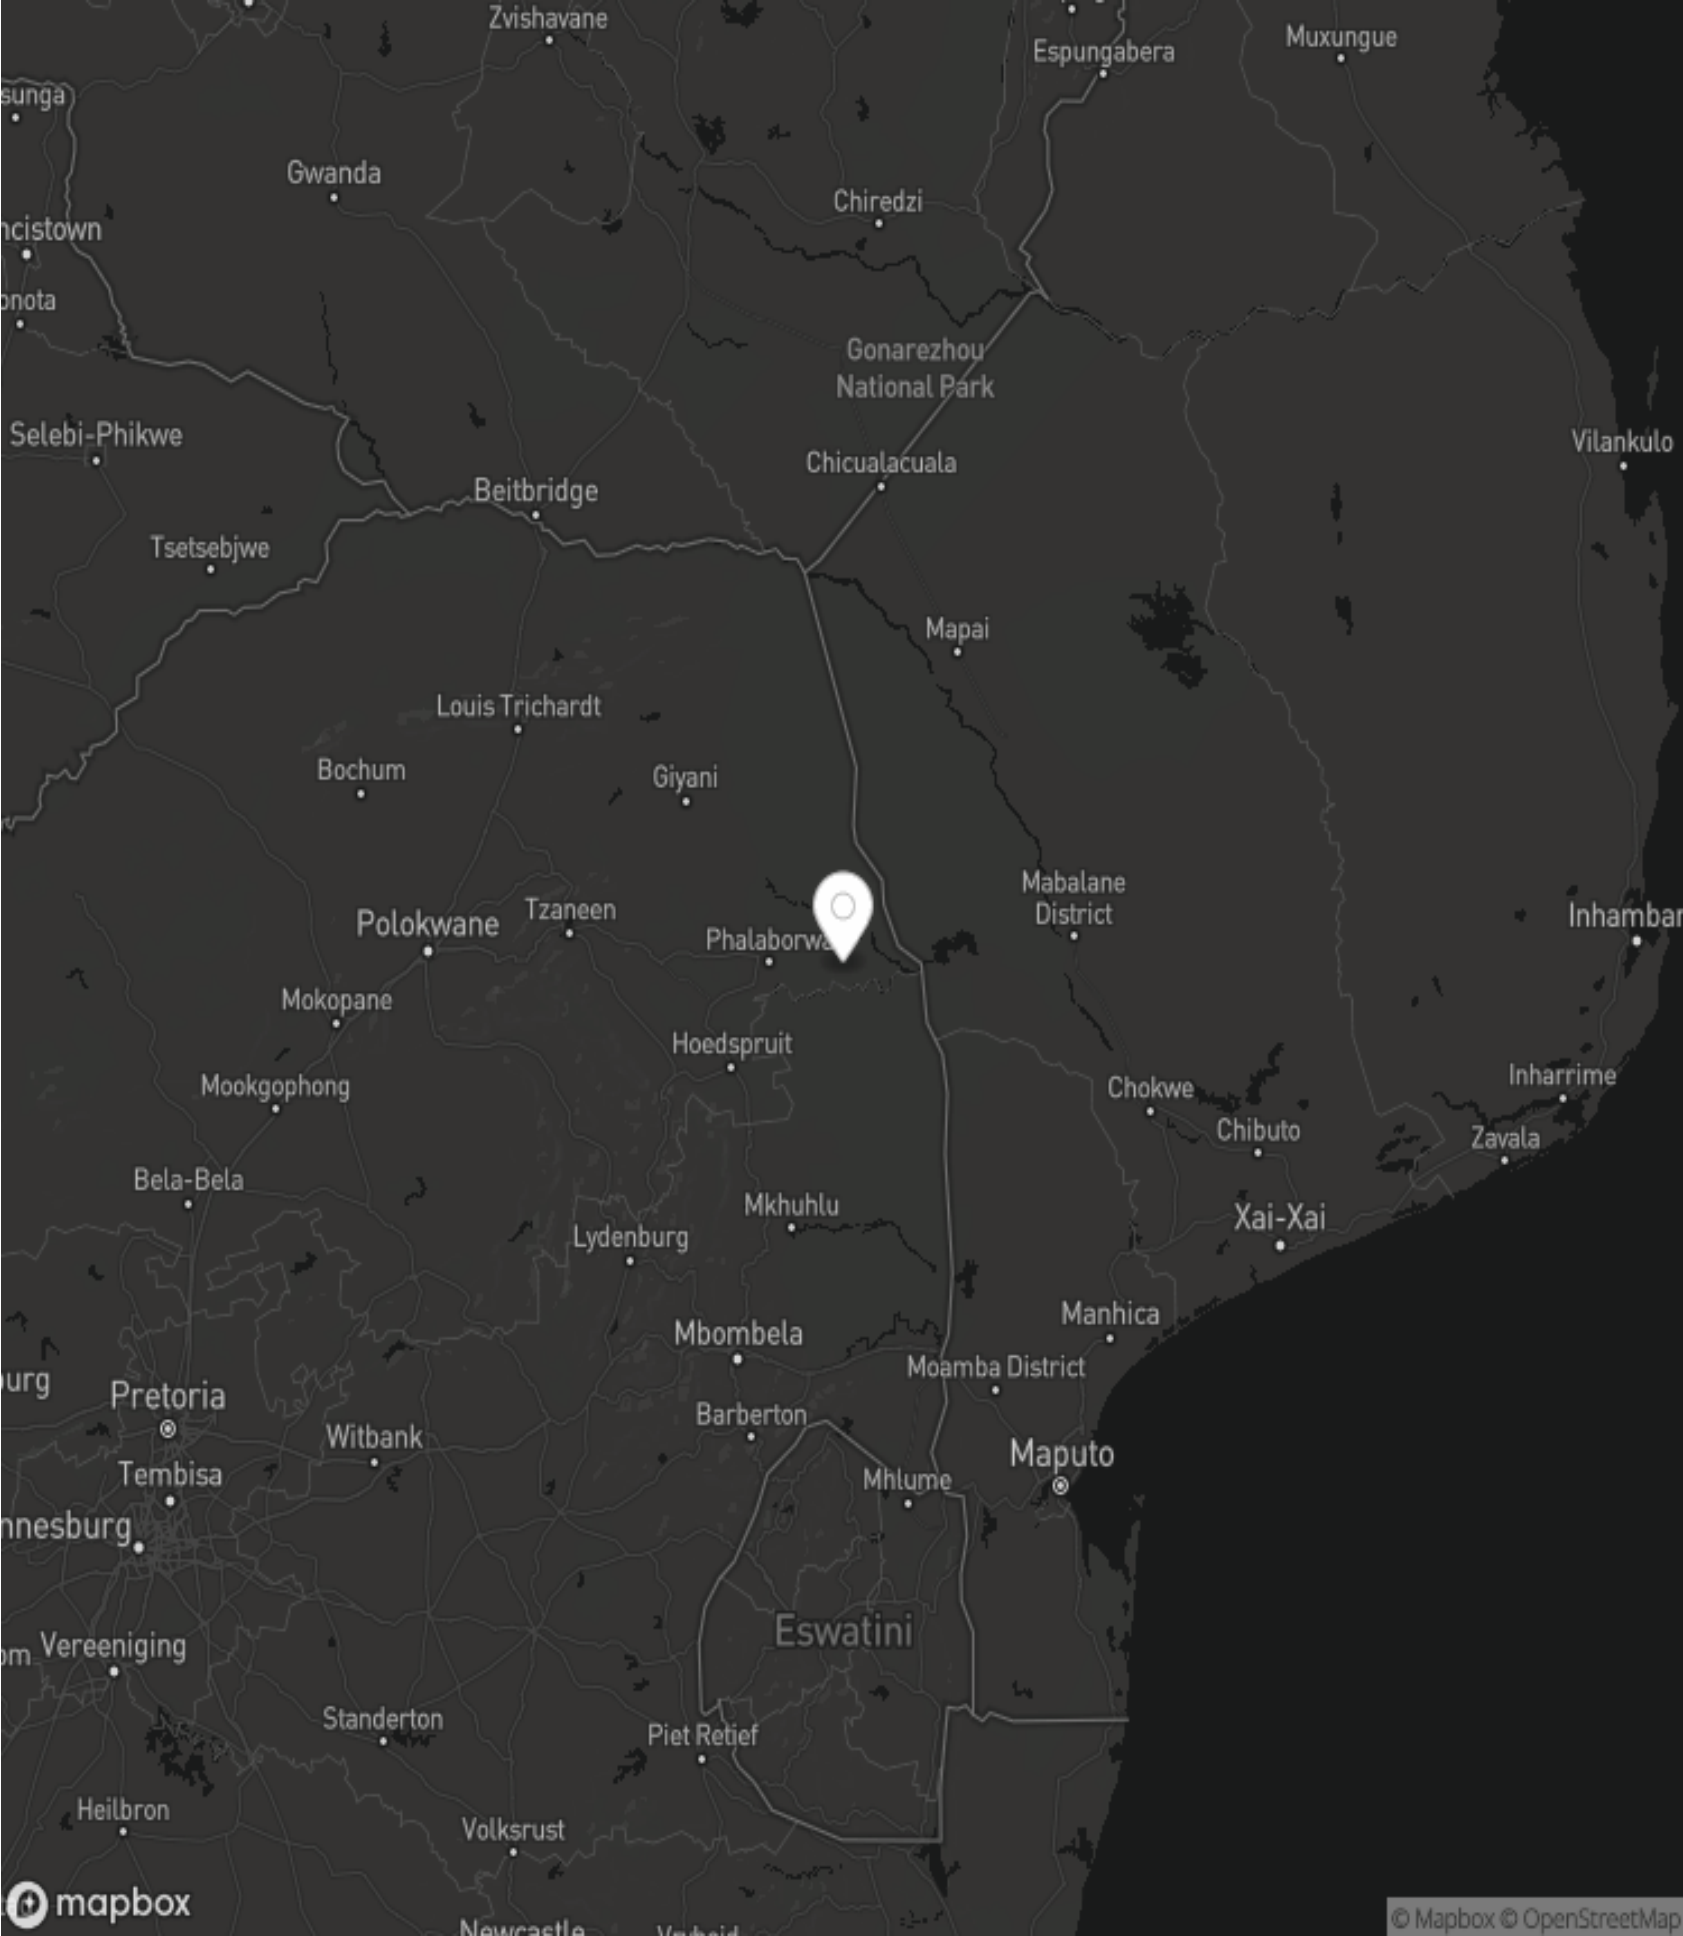 Zvishavane
Espungabera
Muxungue
sunga
Gwanda
Chiredzi
ncistown
onota
Gonarezhou
National Park
Selebi-Phikwe
Vilankulo
Chicualacuala
Beitbridge
Tsetsebjwe
Mapai
Louis Trichardt
Bochum
Giyani
Mabalane
District
Tzaneen
Inhambar
Polokwane
Phalaborwa
Mokopane
Hoedspruit
Inharrime
Mookgophong
Chokwe
Chibuto
Zavala
Bela-Bela
Mkhuhlu
Xai-Xai
Lydenburg
Manhica
Mbombela
Moamba District
urg
Pretoria
Barberton
Witbank
Maputo
Tembisa
Mhlume
nnesburg
Eswatini
om
Vereeniging
Standerton
Piet Retief
Heilbron
Volksrust
mapbox
Newcastle
Vryheid
© Mapbox © OpenStreetMap